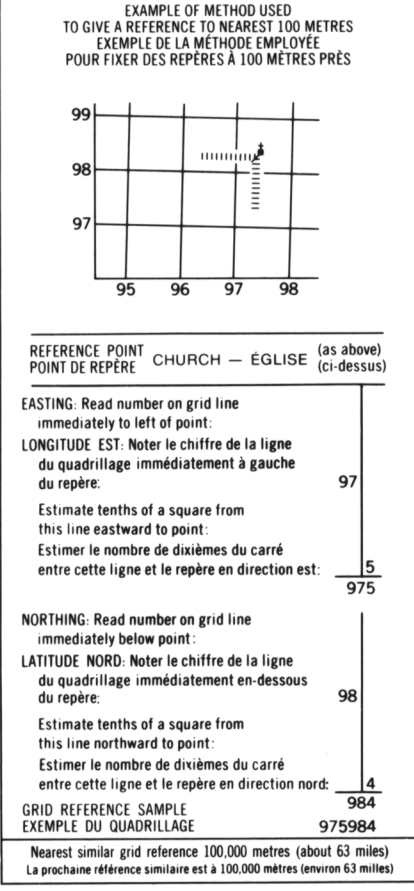 EXAMPLE OF METHOD USED
TO GIVE A REFERENCE TO NEAREST 100 METRES
EXEMPLE DE LA MÉTHODE EMPLOYÉE
POUR FIXER DES REPÈRES À 100 MÈTRES PRÈS
99
98
97
95 96 97 98
REFERENCE POINT
POINT DE REPÈRE
CHURCH — ÉGLISE
(as above)
(ci-dessus)
EASTING: Read number on grid line
immediately to left of point:
LONGITUDE EST: Noter le chiffre de la ligne
du quadrillage immédiatement à gauche
du repère: 97
Estimate tenths of a square from
this line eastward to point:
Estimer le nombre de dixièmes du carré
entre cette ligne et le repère en direction est: 5
975
NORTHING: Read number on grid line
immediately below point:
LATITUDE NORD: Noter le chiffre de la ligne
du quadrillage immédiatement en-dessous
du repère: 98
Estimate tenths of a square from
this line northward to point:
Estimer le nombre de dixièmes du carré
entre cette ligne et le repère en direction nord: 4
984
GRID REFERENCE SAMPLE
EXEMPLE DU QUADRILLAGE 975984
Nearest similar grid reference 100,000 metres (about 63 miles)
La prochaine référence similaire est à 100,000 mètres (environ 63 milles)